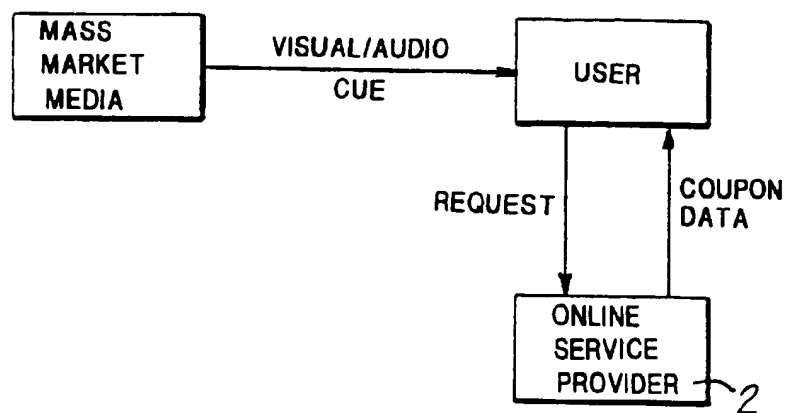 MASS
MARKET
MEDIA
VISUAL/AUDIO
CUE
USER
REQUEST
COUPON
DATA
ONLINE
SERVICE
PROVIDER
2